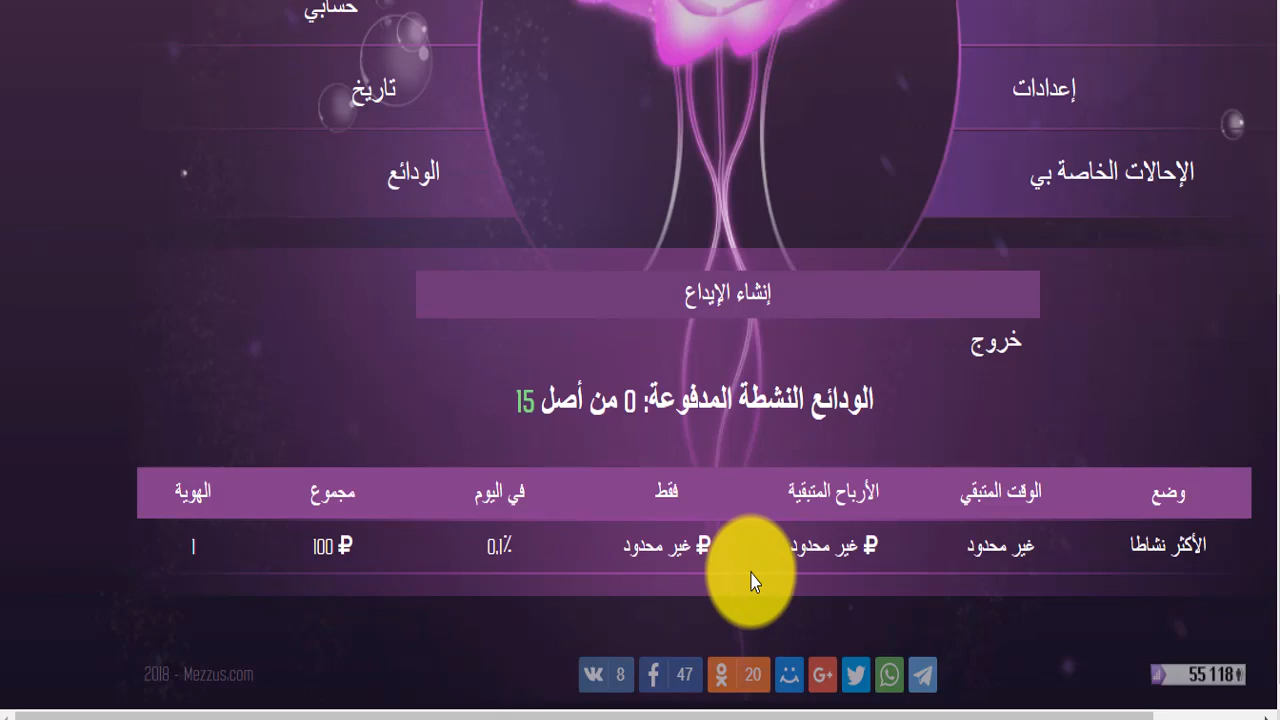 حسابي
إعدادات
تاريخ
الإحالات الخاصة بي
الودائع
إنشاء الإيداع
خروج
الودائع النشطة المدفوعة: 0 من أصل 15
وضع الوقت المتبقي الأرباح المتبقية فقط في اليوم مجموع الهوية
الأكثر نشاطا غير محدود ₽ غير محدود ₽ غير محدود 0,1٪ 100 ₽ 1
2018 - Mezzus.com
8 47 20 G+
55 118